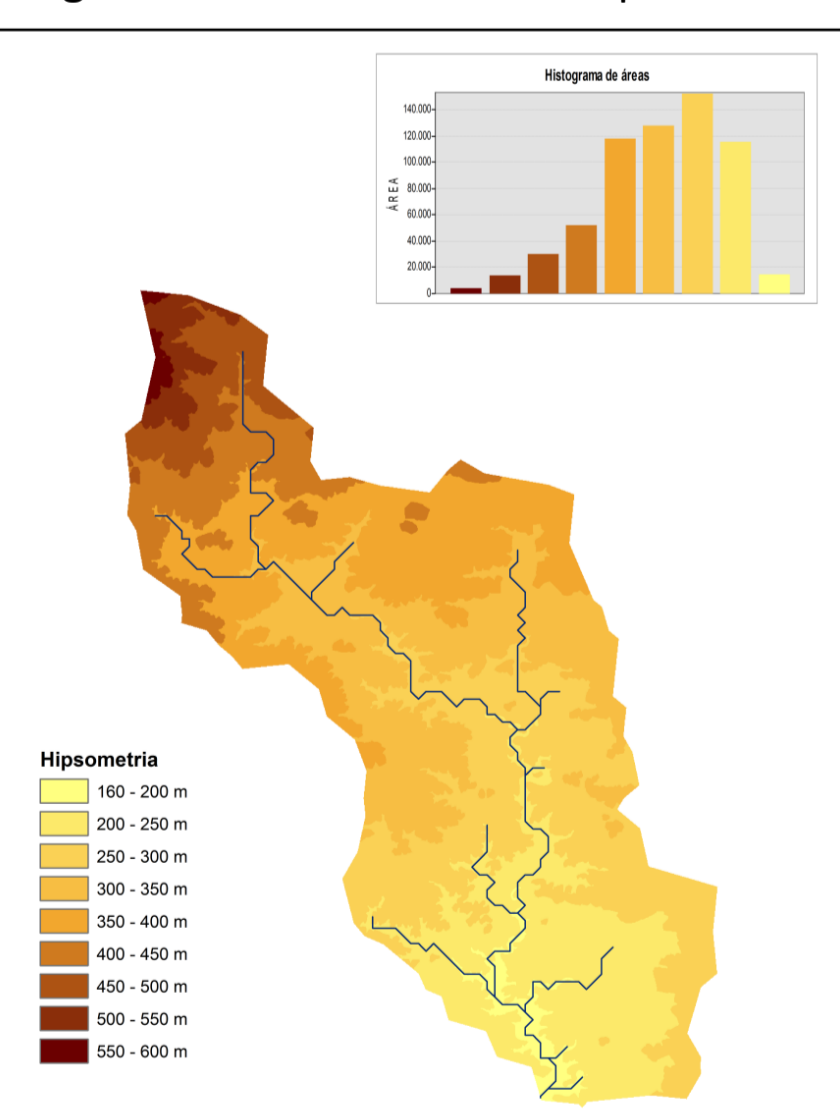 Histograma de áreas
140.000
120.000
100.000
80.000
60.000
40.000
20.000
0
ÁREA
Hipsometria
160 - 200 m
200 - 250 m
250 - 300 m
300 - 350 m
350 - 400 m
400 - 450 m
450 - 500 m
500 - 550 m
550 - 600 m